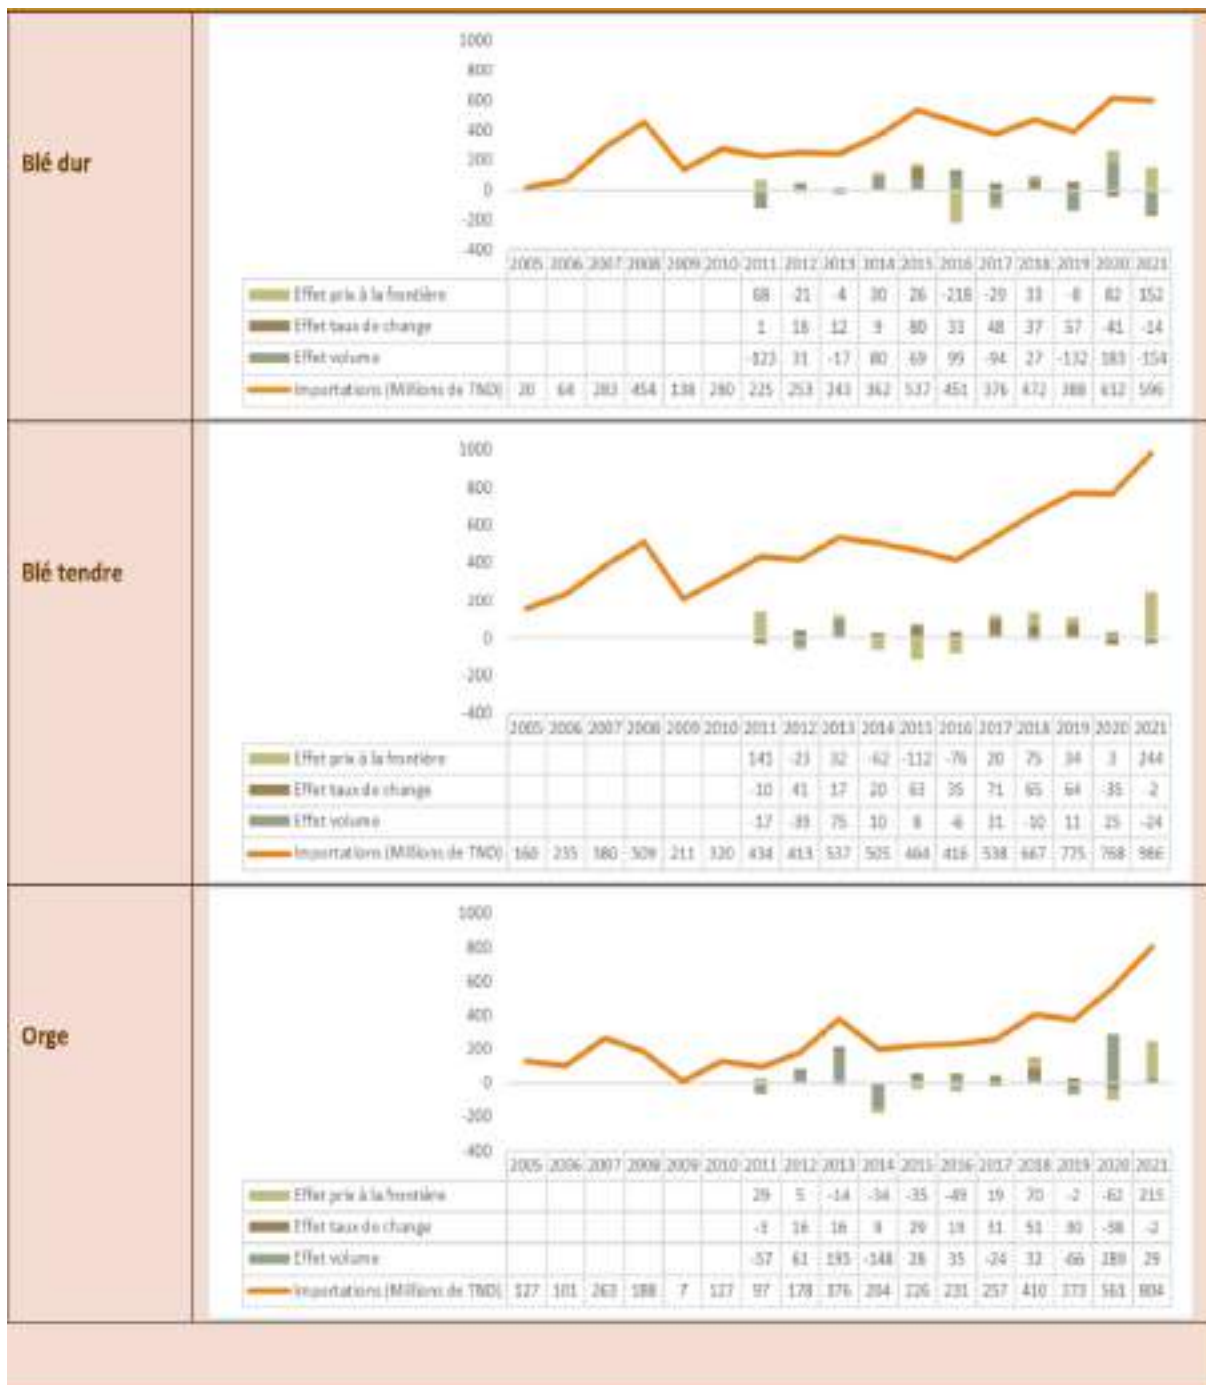 Blé dur
1000
800
600
400
200
0
-200
-400
2005 2006 2007 2008 2009 2010 2011 2012 2013 2014 2015 2016 2017 2018 2019 2020 2021
Effet prix à la frontière 68 -21 -4 30 26 -218 -29 33 -8 82 152
Effet taux de change 1 18 12 9 80 33 48 37 57 -41 -14
Effet volume -123 31 -17 80 69 99 -94 27 -132 183 -154
Importations (Millions de TND) 20 68 283 454 138 280 225 253 243 362 537 451 376 472 388 612 596
Blé tendre
1000
800
600
400
200
0
-200
-400
2005 2006 2007 2008 2009 2010 2011 2012 2013 2014 2015 2016 2017 2018 2019 2020 2021
Effet prix à la frontière 141 -23 32 -62 -112 -76 20 75 34 3 244
Effet taux de change -10 41 17 20 63 35 71 65 64 -35 -2
Effet volume -17 -39 75 10 8 -6 31 -10 11 25 -24
Importations (Millions de TND) 160 235 380 509 211 320 434 413 537 505 464 416 538 667 775 768 986
Orge
1000
800
600
400
200
0
-200
-400
2005 2006 2007 2008 2009 2010 2011 2012 2013 2014 2015 2016 2017 2018 2019 2020 2021
Effet prix à la frontière 29 5 -14 -34 -35 -49 19 70 -2 -62 215
Effet taux de change -3 16 16 8 29 19 31 51 30 -38 -2
Effet volume -57 61 195 -148 28 35 -24 32 -66 289 29
Importations (Millions de TND) 127 101 263 188 7 127 97 178 376 204 226 231 257 410 373 561 804